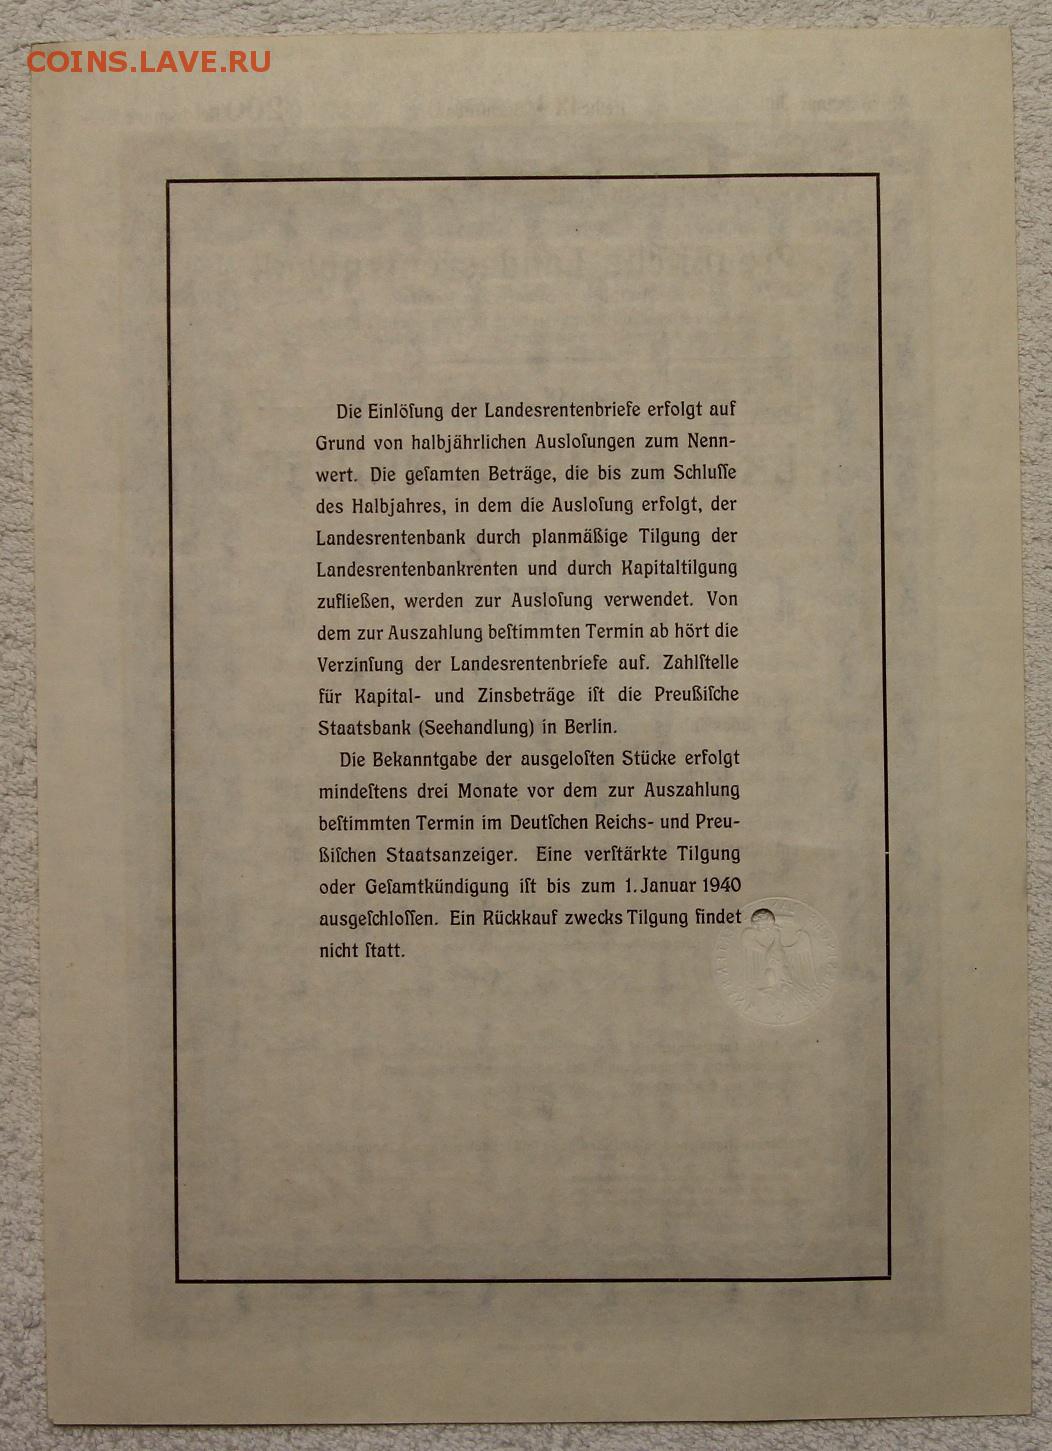 COINS.LAVE.RU
Die Einlöſung der Landesrentenbriefe erfolgt auf
Grund von halbjährlichen Ausloſungen zum Nenn-
wert. Die geſamten Beträge, die bis zum Schluſſe
des Halbjahres, in dem die Ausloſung erfolgt, der
Landesrentenbank durch planmäßige Tilgung der
Landesrentenbankrenten und durch Kapitaltilgung
zufließen, werden zur Ausloſung verwendet. Von
dem zur Auszahlung beſtimmten Termin ab hört die
Verzinſung der Landesrentenbriefe auf. Zahlſtelle
für Kapital- und Zinsbeträge iſt die Preußiſche
Staatsbank (Seehandlung) in Berlin.
Die Bekanntgabe der ausgeloſten Stücke erfolgt
mindeſtens drei Monate vor dem zur Auszahlung
beſtimmten Termin im Deutſchen Reichs- und Preu-
ßiſchen Staatsanzeiger. Eine verſtärkte Tilgung
oder Geſamtkündigung iſt bis zum 1. Januar 1940
ausgeſchloſſen. Ein Rückkauf zwecks Tilgung findet
nicht ſtatt.